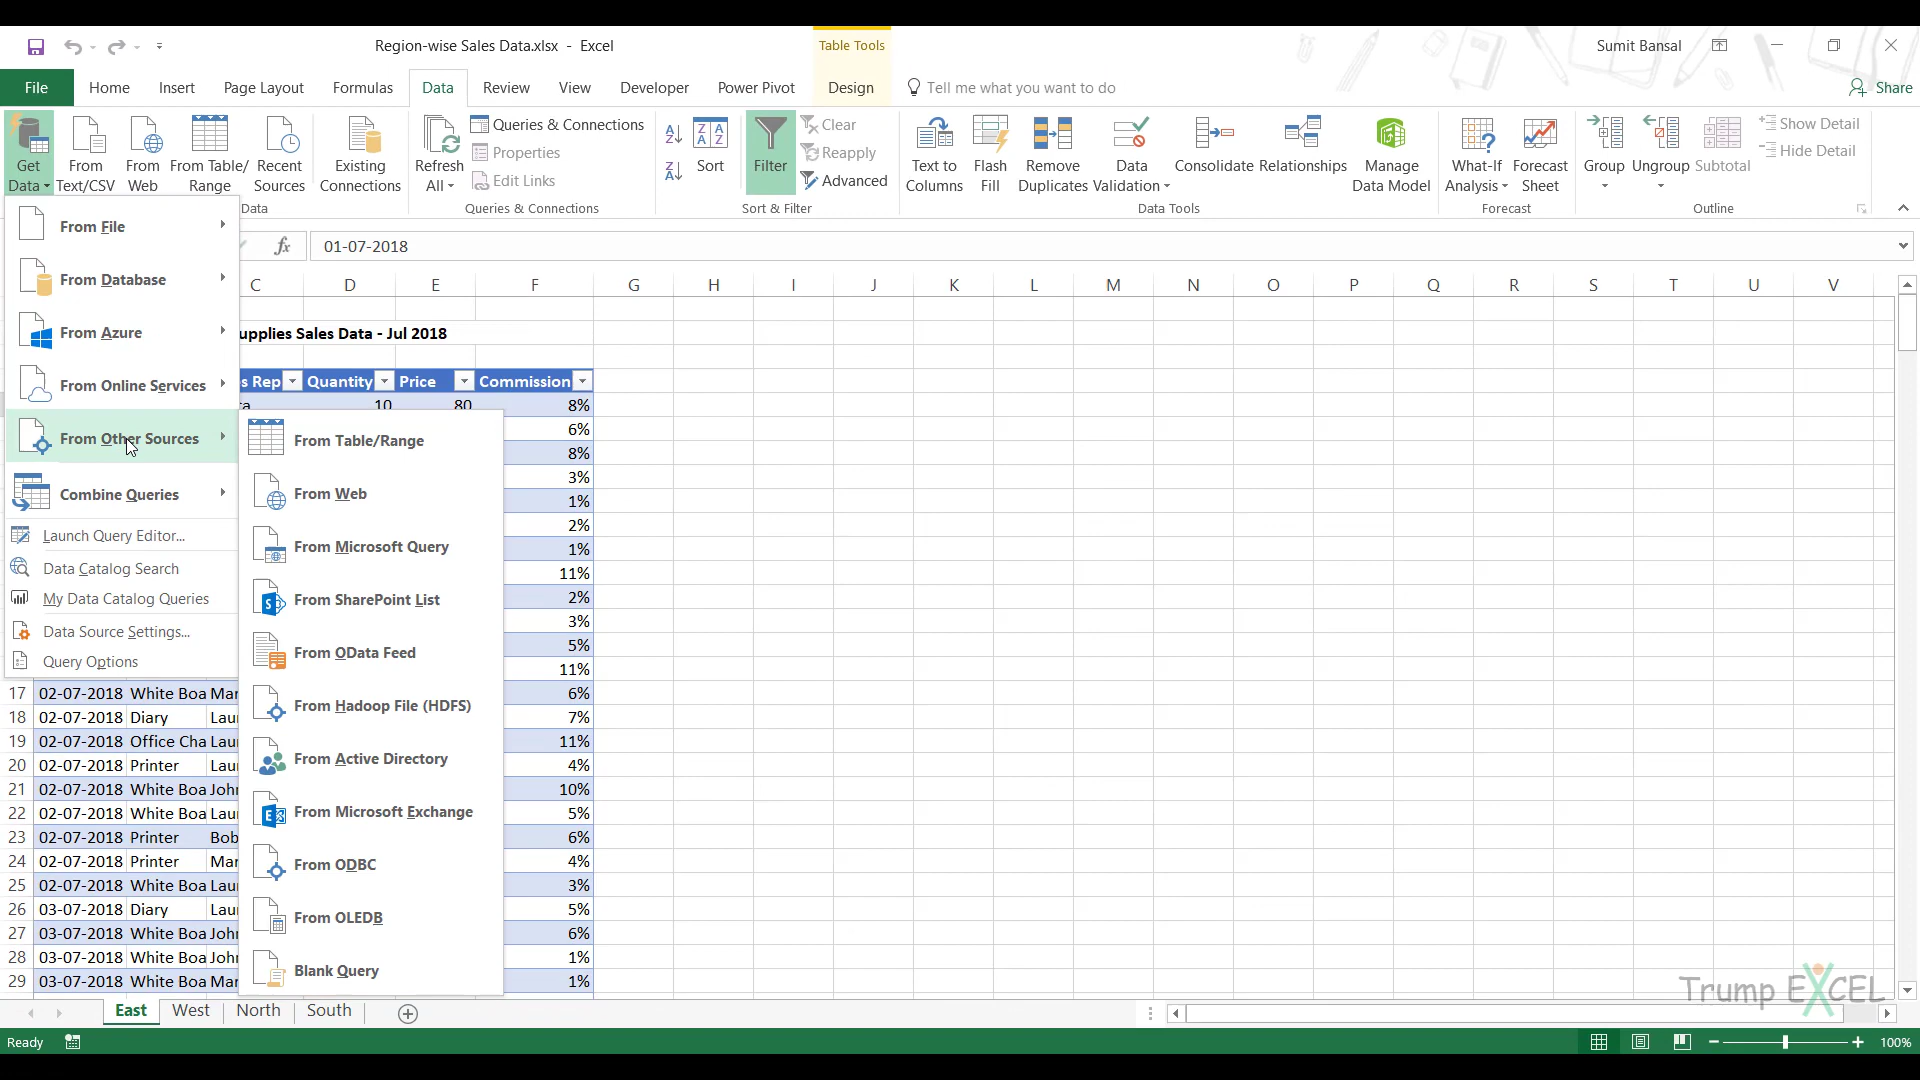 Region-wise Sales Data.xlsx - Excel
Table Tools
Sumit Bansal
File
Home
Insert
Page Layout
Formulas
Data
Review
View
Developer
Power Pivot
Design
Tell me what you want to do
Share
Get Data
From Text/CSV
From Web
From Table/ Range
Recent Sources
Existing Connections
Refresh All
Queries & Connections
Properties
Edit Links
Sort
Filter
Clear
Reapply
Advanced
Text to Columns
Flash Fill
Remove Duplicates
Data Validation
Consolidate
Relationships
Manage Data Model
What-If Analysis
Forecast Sheet
Group
Ungroup
Subtotal
Show Detail
Hide Detail
Data
Queries & Connections
Sort & Filter
Data Tools
Forecast
Outline
fx
01-07-2018
C D E F G H I J K L M N O P Q R S T U V
From File
From Database
From Azure
From Online Services
From Other Sources
Combine Queries
Launch Query Editor...
Data Catalog Search
My Data Catalog Queries
Data Source Settings...
Query Options
From Table/Range
From Web
From Microsoft Query
From SharePoint List
From OData Feed
From Hadoop File (HDFS)
From Active Directory
From Microsoft Exchange
From ODBC
From OLEDB
Blank Query
upplies Sales Data - Jul 2018
s Rep Quantity Price Commission
ta 10 80 8%
6%
8%
3%
1%
2%
1%
11%
2%
3%
5%
11%
17 02-07-2018 White Boa Mar 6%
18 02-07-2018 Diary Lau 7%
19 02-07-2018 Office Cha Lau 11%
20 02-07-2018 Printer Lau 4%
21 02-07-2018 White Boa John 10%
22 02-07-2018 White Boa Lau 5%
23 02-07-2018 Printer Bob 6%
24 02-07-2018 Printer Mar 4%
25 02-07-2018 White Boa Lau 3%
26 03-07-2018 Diary Lau 5%
27 03-07-2018 White Boa John 6%
28 03-07-2018 White Boa John 1%
29 03-07-2018 White Boa Mar 1%
Trump EXCEL
East
West
North
South
Ready
100%